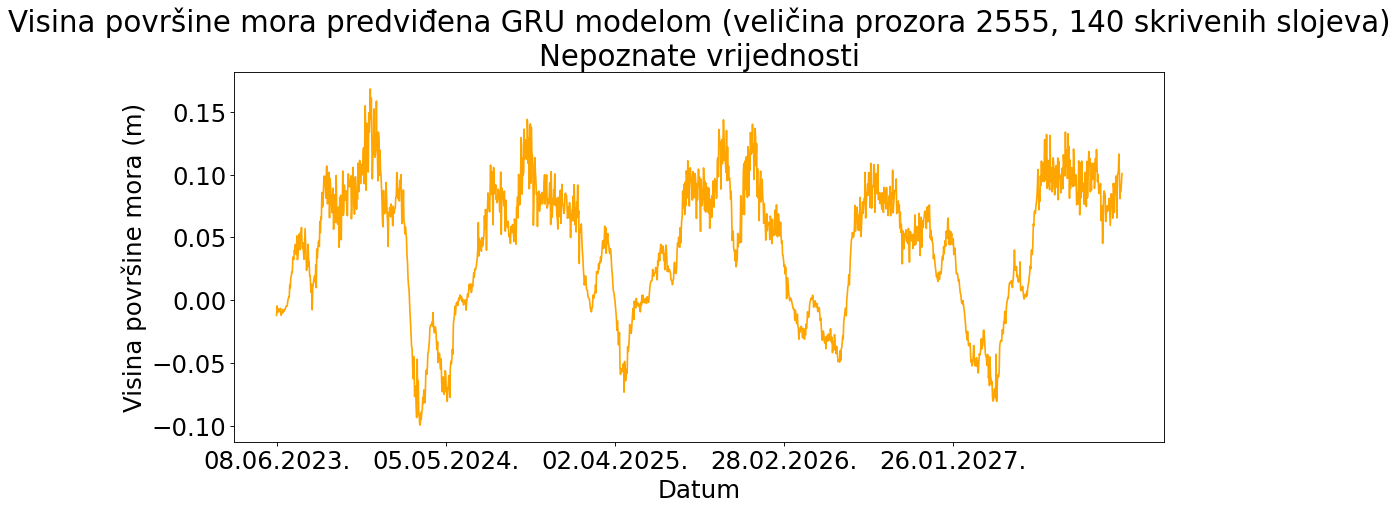 Visina površine mora predviđena GRU modelom (veličina prozora 2555, 140 skrivenih slojeva)
Nepoznate vrijednosti
Visina površine mora (m)
0.15
0.10
0.05
0.00
−0.05
−0.10
08.06.2023. 05.05.2024. 02.04.2025. 28.02.2026. 26.01.2027.
Datum